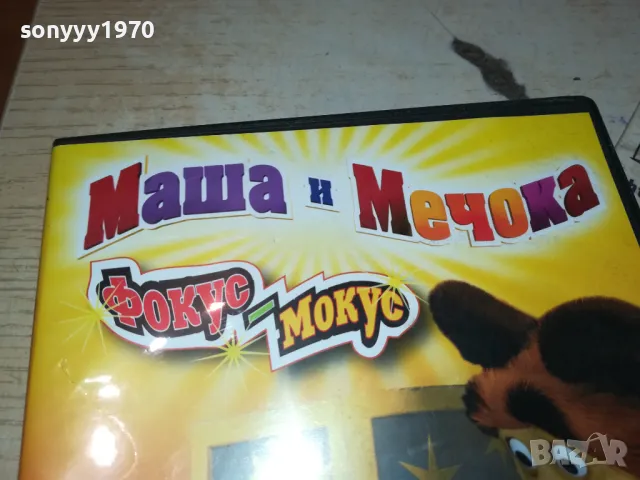 sonyyy1970
Маша и Мечока
Фокус-Мокус
BAZAR